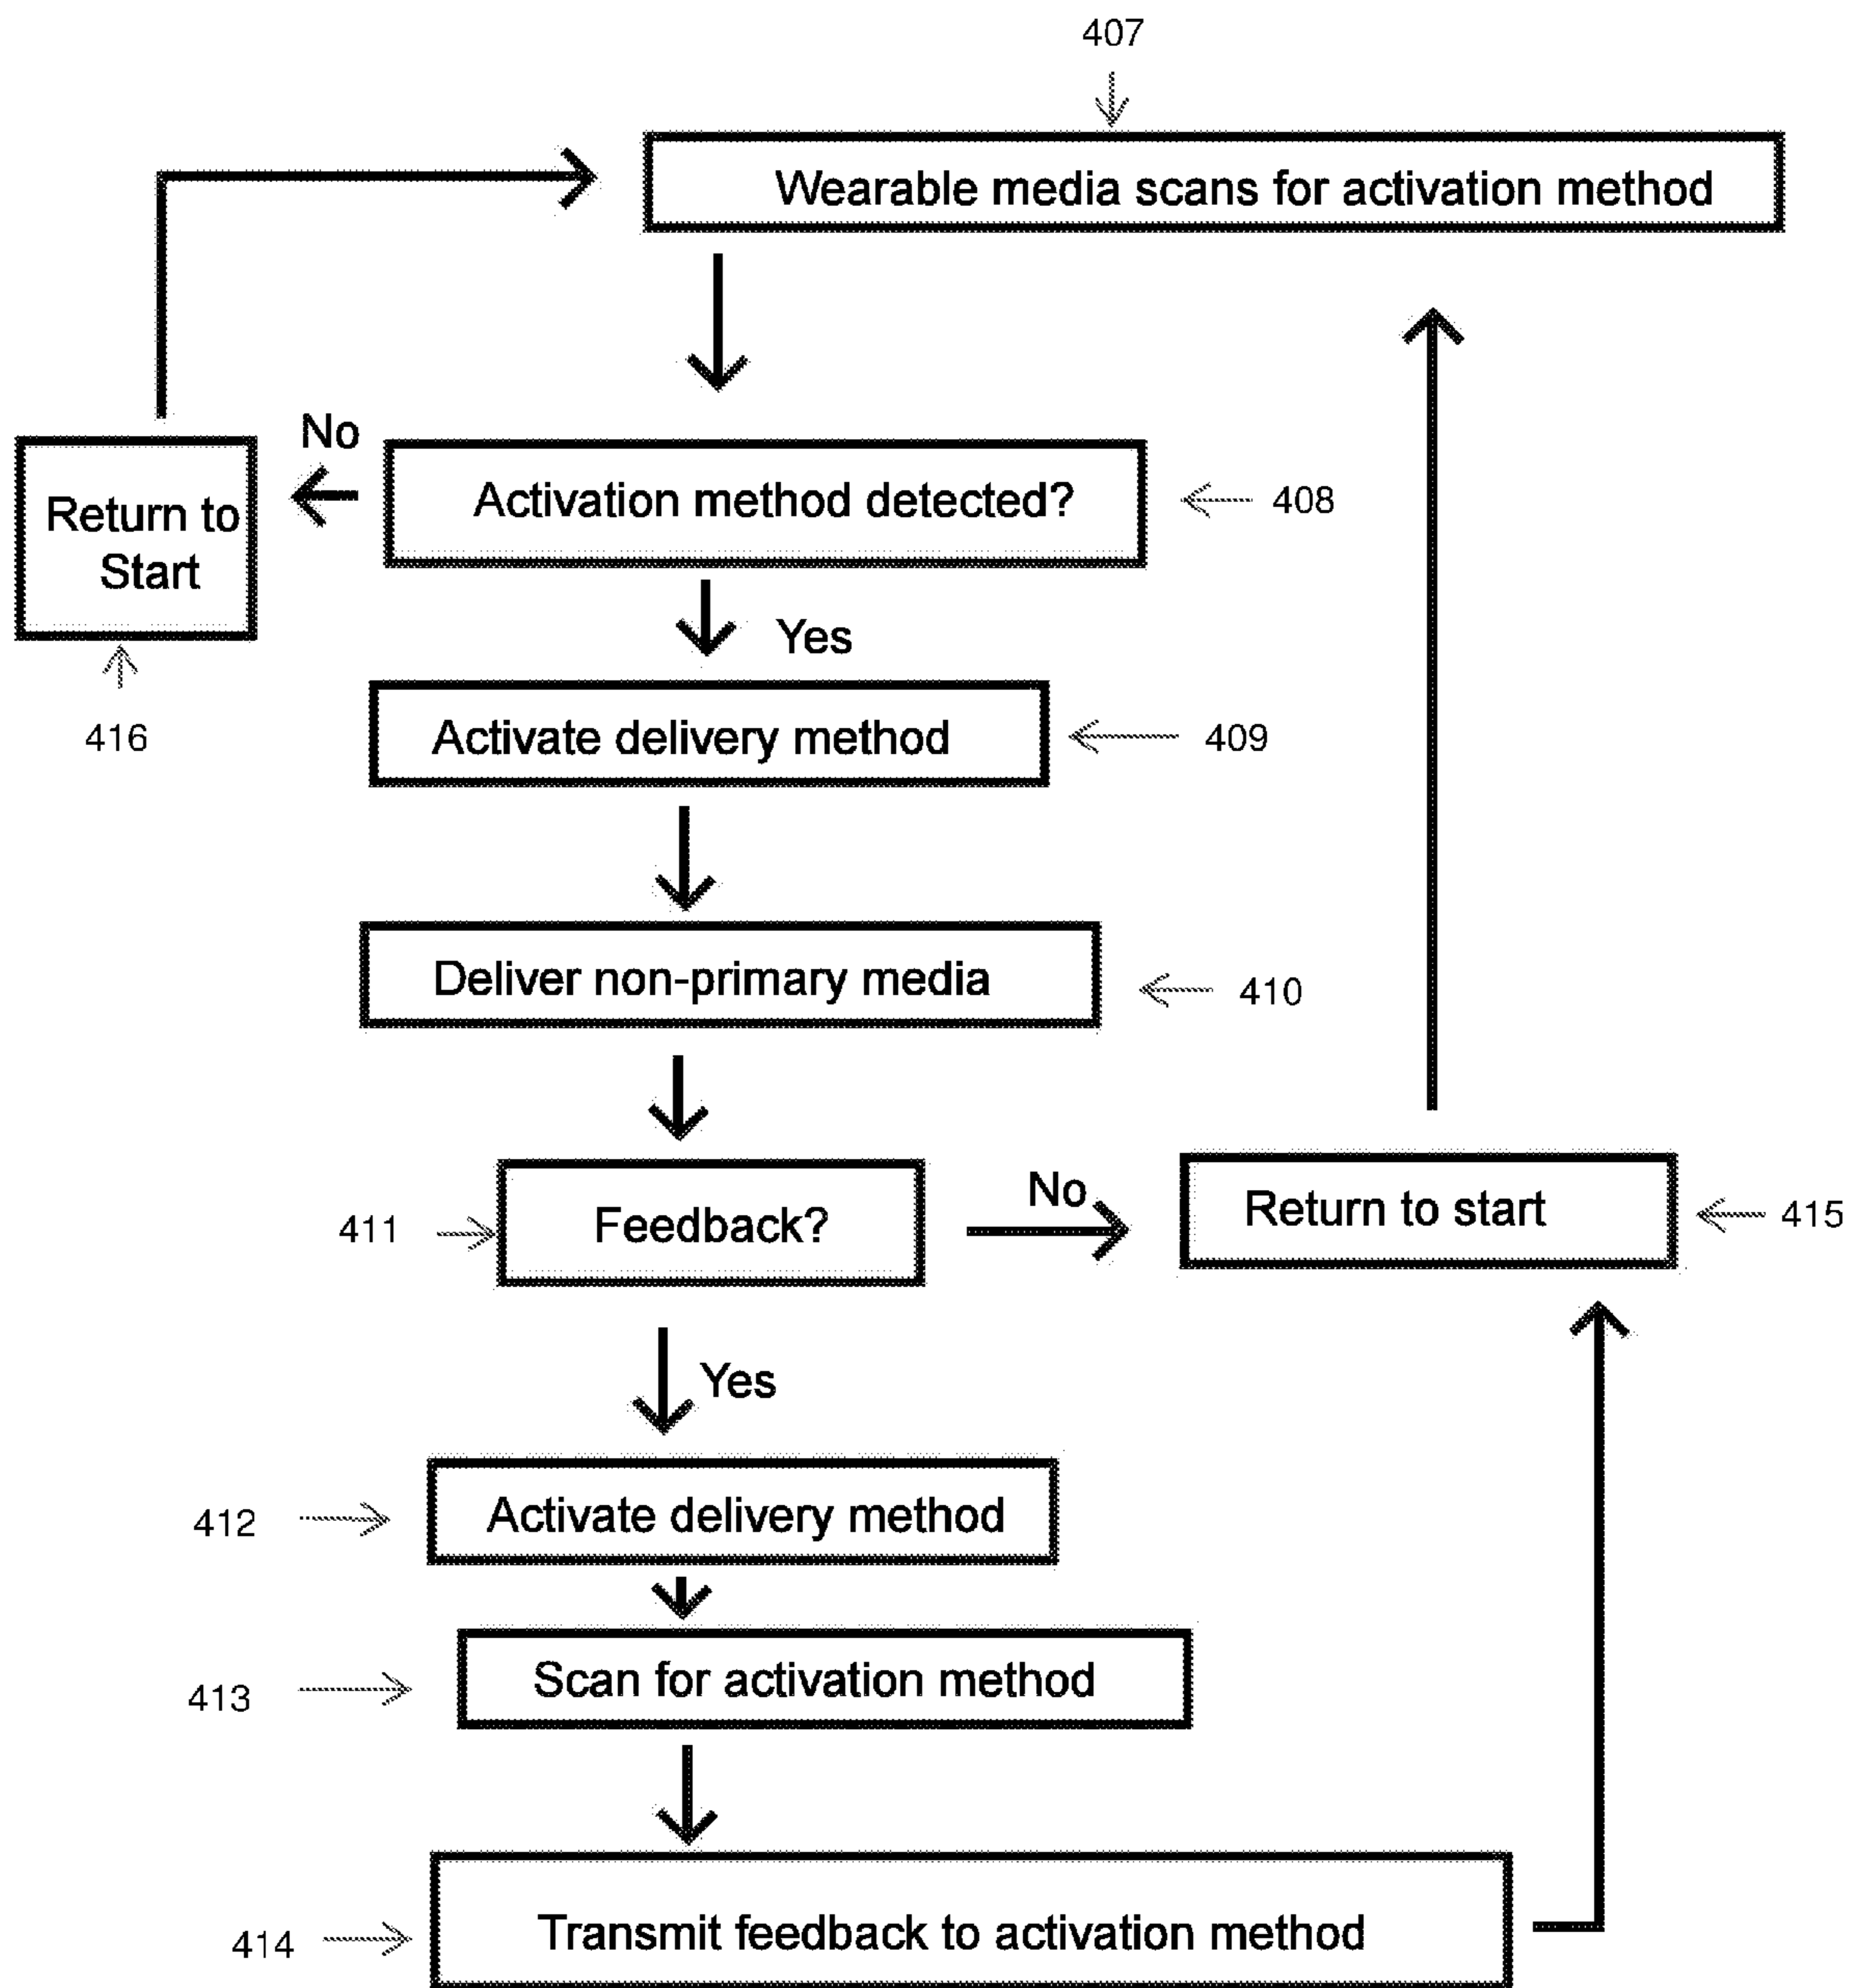 407
Wearable media scans for activation method
No
Return to
Start
Activation method detected?
408
Yes
416
Activate delivery method
409
Deliver non-primary media
410
411
Feedback?
No
Return to start
415
Yes
412
Activate delivery method
413
Scan for activation method
414
Transmit feedback to activation method